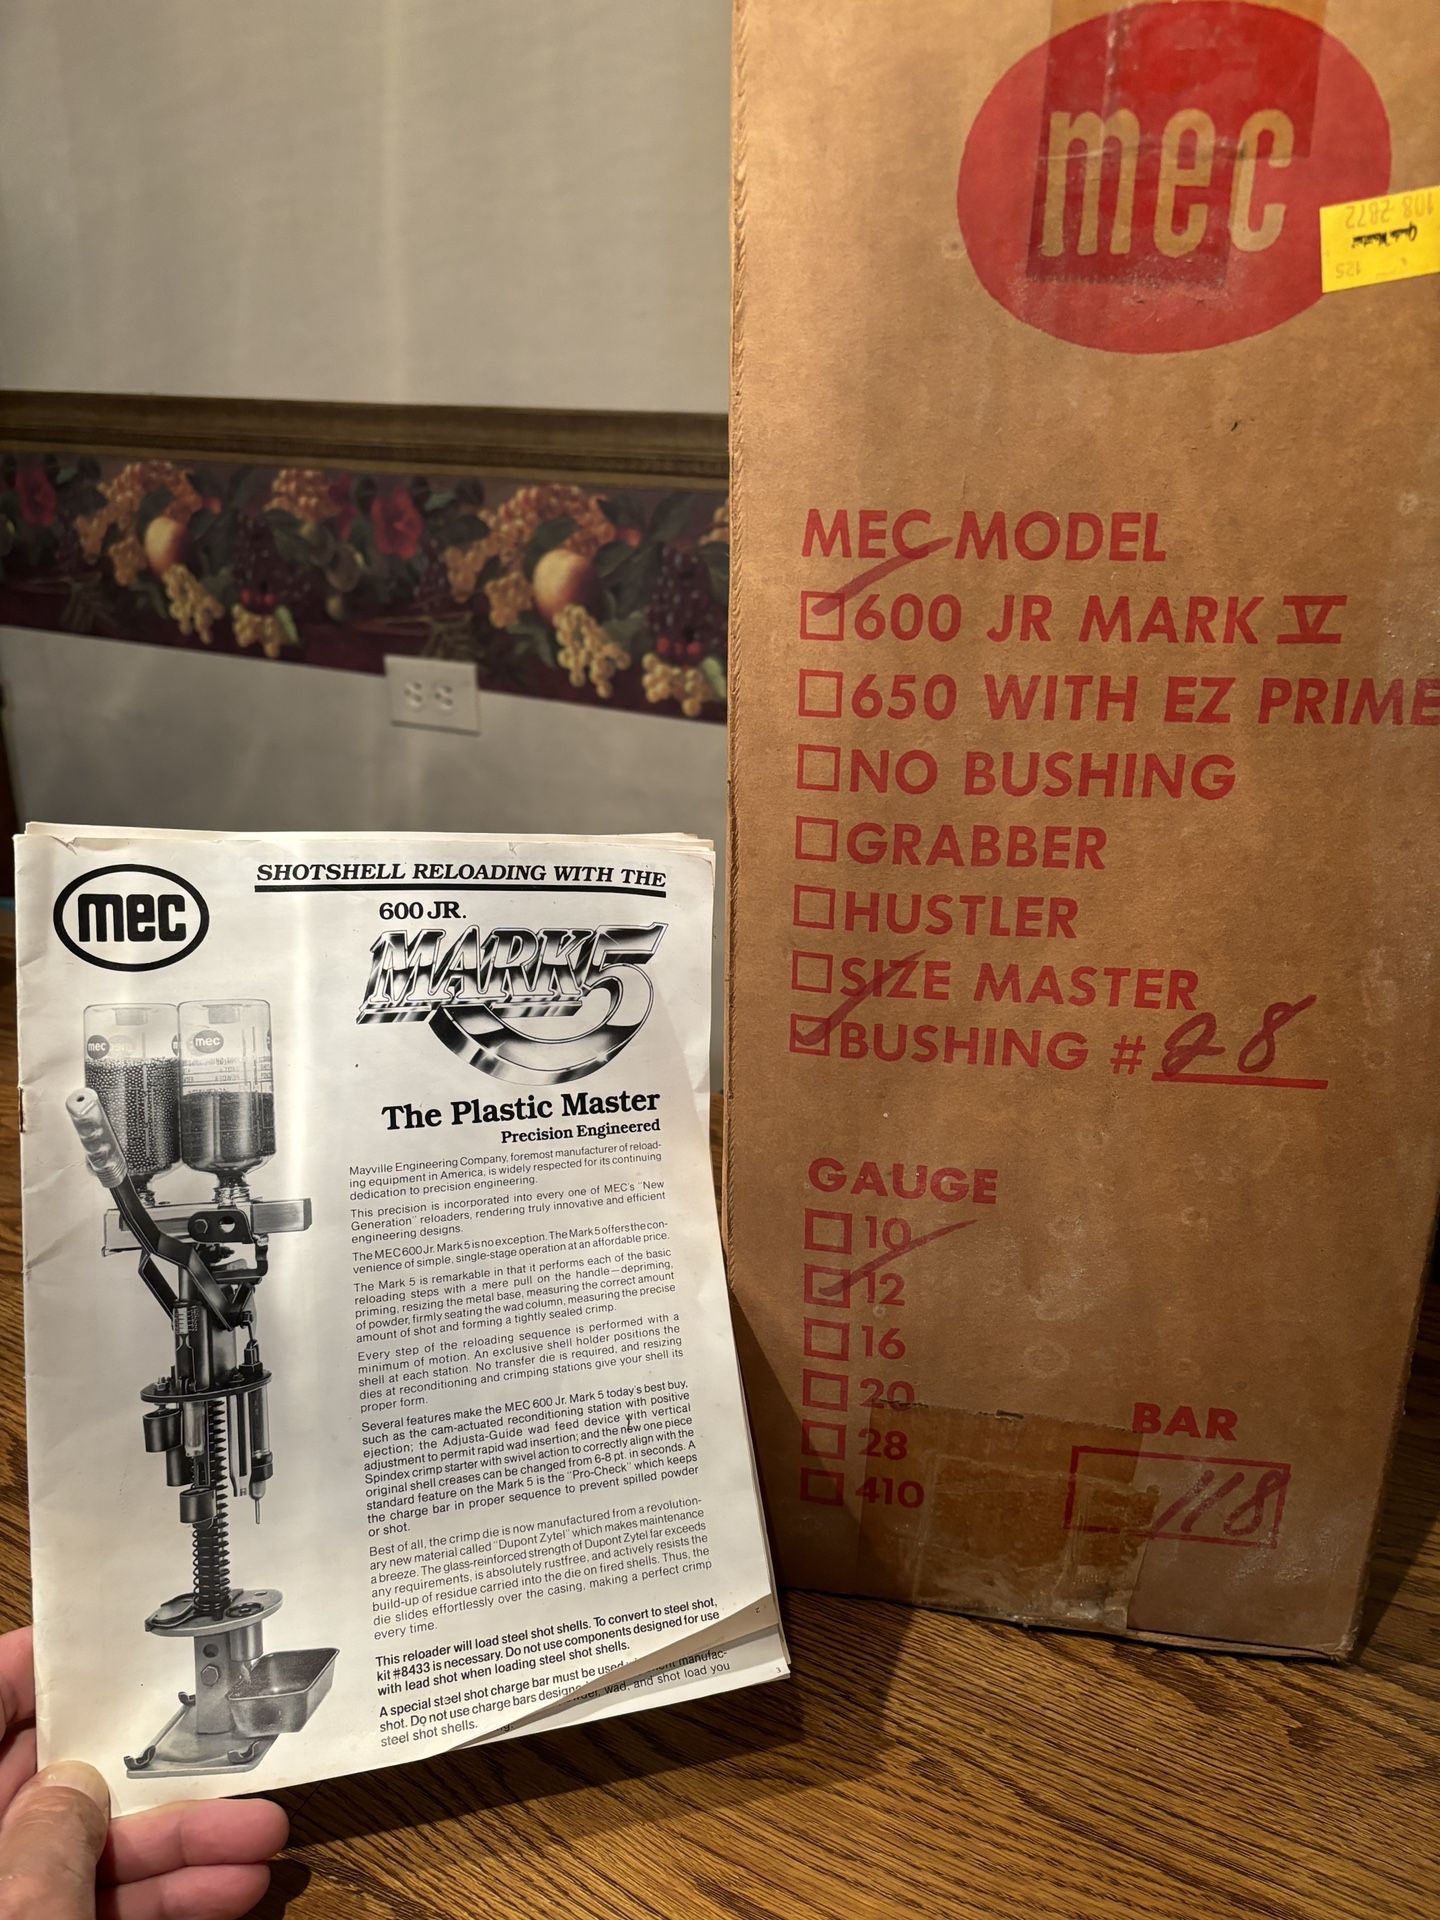 mec
SHOTSHELL RELOADING WITH THE
600 JR.
MARK 5
The Plastic Master
Precision Engineered
Mayville Engineering Company, foremost manufacturer of reload-
ing equipment in America, is widely respected for its continuing
dedication to precision engineering.
This precision is incorporated into every one of MEC's "New
Generation" reloaders, rendering truly innovative and efficient
engineering designs.
The MEC 600 Jr. Mark 5 is no exception. The Mark 5 offers the con-
venience of simple, single-stage operation at an affordable price.
The Mark 5 is remarkable in that it performs each of the basic
reloading steps with a mere pull on the handle—depriming,
priming, resizing the metal base, measuring the correct amount
of powder, firmly seating the wad column, measuring the precise
amount of shot and forming a tightly sealed crimp.
Every step of the reloading sequence is performed with a
minimum of motion. An exclusive shell holder positions the
shell at each station. No transfer die is required, and resizing
dies at reconditioning and crimping stations give your shell its
proper form.
Several features make the MEC 600 Jr. Mark 5 today's best buy,
such as the cam-actuated reconditioning station with positive
ejection; the Adjusta-Guide wad feed device with vertical
adjustment to permit rapid wad insertion; and the new one piece
Spindex crimp starter with swivel action to correctly align with the
original shell creases can be changed from 6-8 pt. in seconds. A
standard feature on the Mark 5 is the "Pro-Check" which keeps
the charge bar in proper sequence to prevent spilled powder
or shot.
Best of all, the crimp die is now manufactured from a revolution-
ary new material called "Dupont Zytel" which makes maintenance
a breeze. The glass-reinforced strength of Dupont Zytel far exceeds
any requirements, is absolutely rustfree, and actively resists the
build-up of residue carried into the die on fired shells. Thus, the
die slides effortlessly over the casing, making a perfect crimp
every time.
This reloader will load steel shot shells. To convert to steel shot,
kit #8433 is necessary. Do not use components designed for use
with lead shot when loading steel shot shells.
A special steel shot charge bar must be used
shot. Do not use charge bars
steel shot shells.
manufac-
wad, and shot load you
2
3
mec
mec
mec
108-2872
125
MEC MODEL
600 JR MARK V
650 WITH EZ PRIME
NO BUSHING
GRABBER
HUSTLER
SIZE MASTER
BUSHING # 28
GAUGE
10
12
16
20
28
410
BAR
118